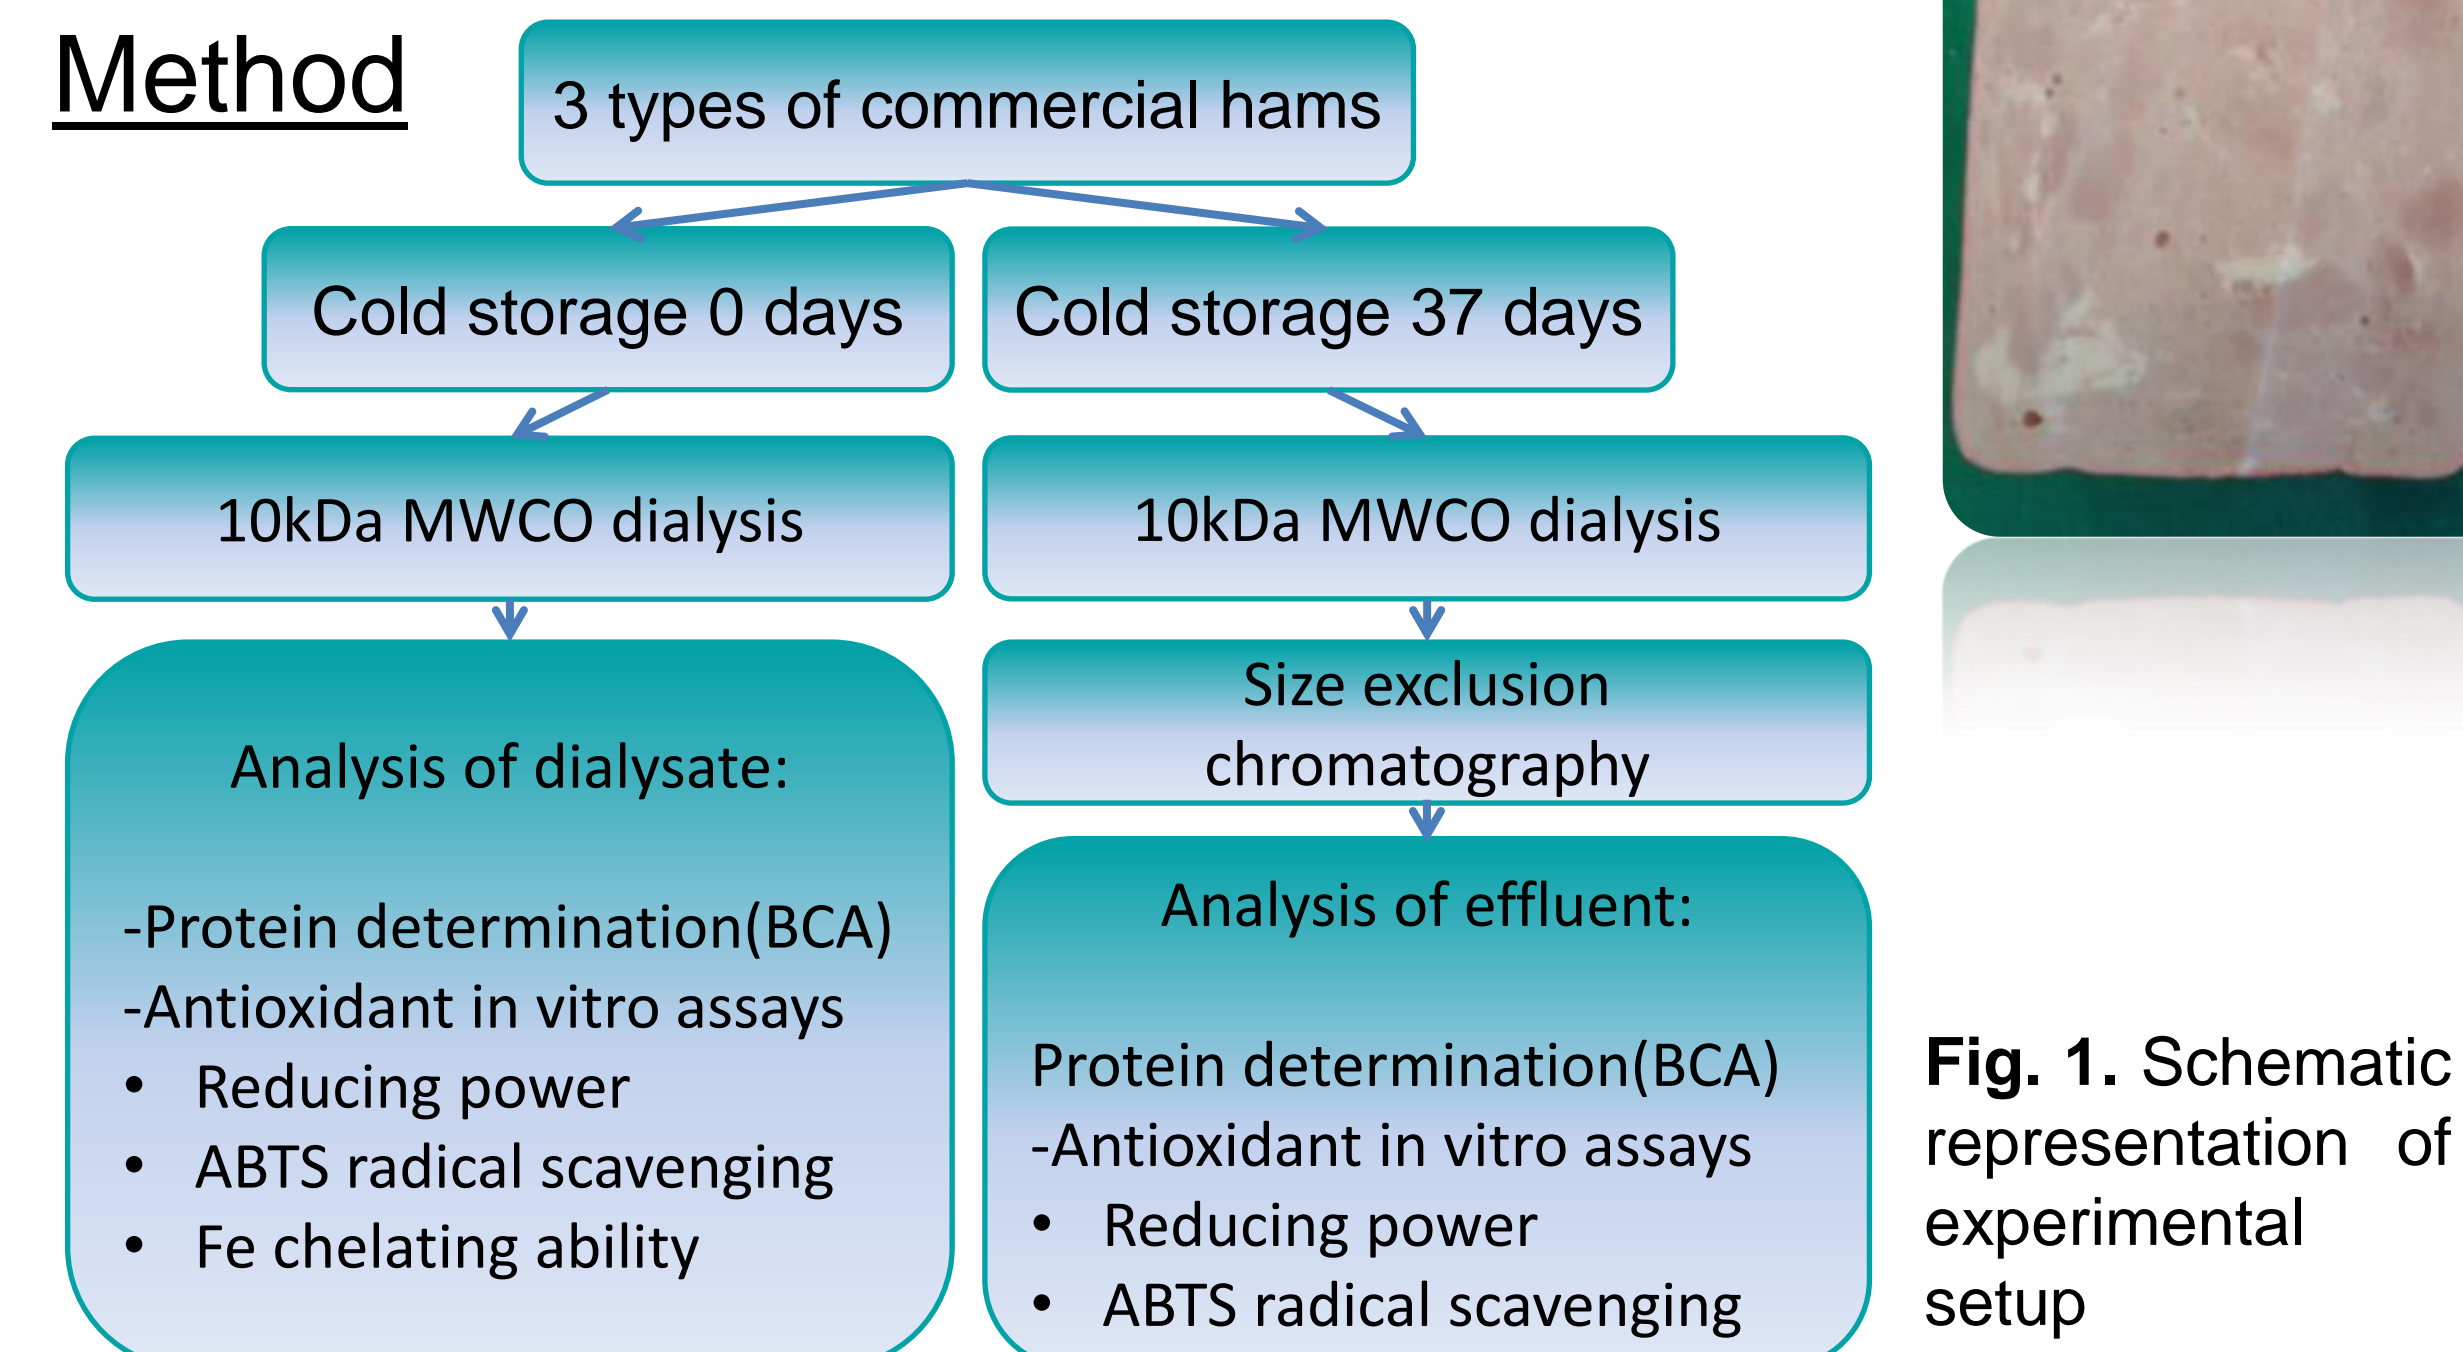 Method
3 types of commercial hams
Cold storage 0 days
Cold storage 37 days
10kDa MWCO dialysis
10kDa MWCO dialysis
Size exclusion
chromatography
Analysis of dialysate:
-Protein determination(BCA)
-Antioxidant in vitro assays
• Reducing power
• ABTS radical scavenging
• Fe chelating ability
Analysis of effluent:
Protein determination(BCA)
-Antioxidant in vitro assays
• Reducing power
• ABTS radical scavenging
Fig. 1. Schematic
representation of
experimental
setup